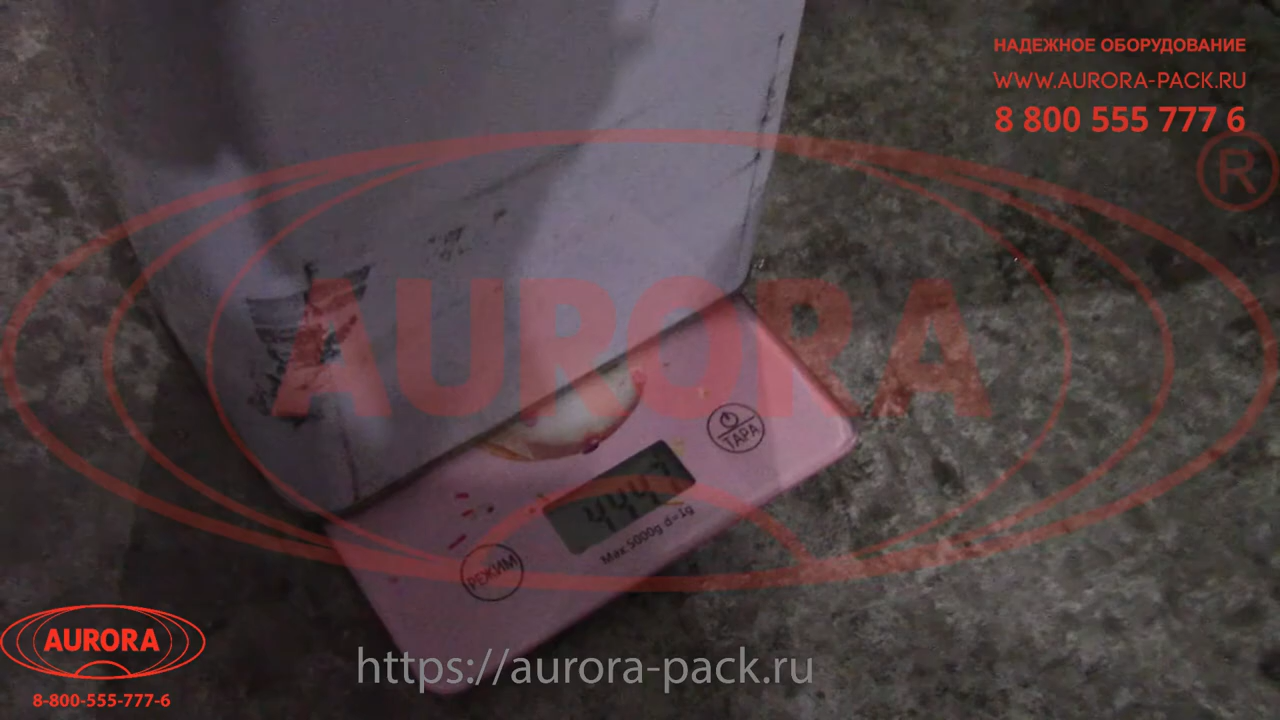 НАДЕЖНОЕ ОБОРУДОВАНИЕ
WWW.AURORA-PACK.RU
8 800 555 777 6
®
AURORA
ТАРА
Max 5000g d=1g
РЕЖИМ
AURORA
8-800-555-777-6
https://aurora-pack.ru